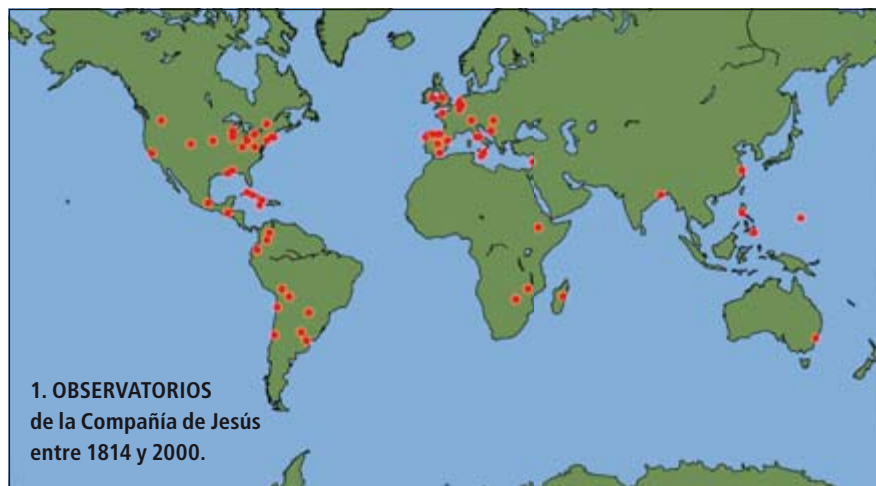 1. OBSERVATORIOS
de la Compañía de Jesús
entre 1814 y 2000.